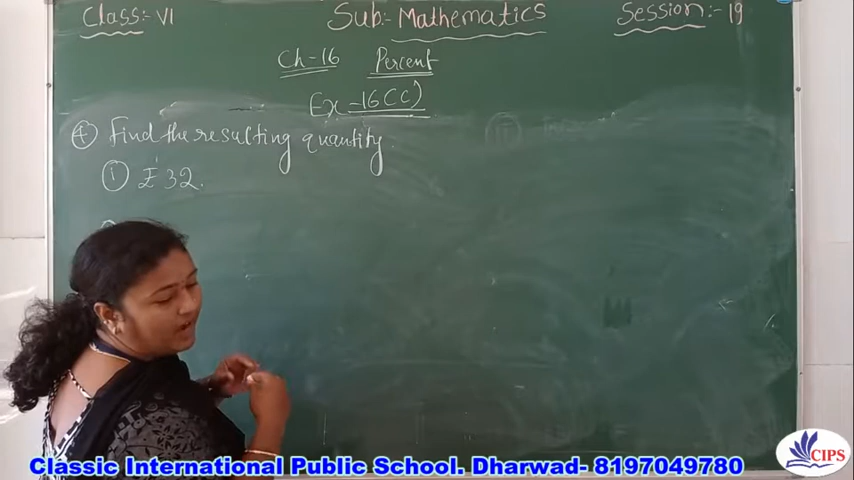 Class:- VI Sub:- Mathematics Session:- 19
Ch-16 Percent
Ex-16(C)
④ Find the resulting quantity.
① ₹ 32.
Classic International Public School. Dharwad- 8197049780
CIPS